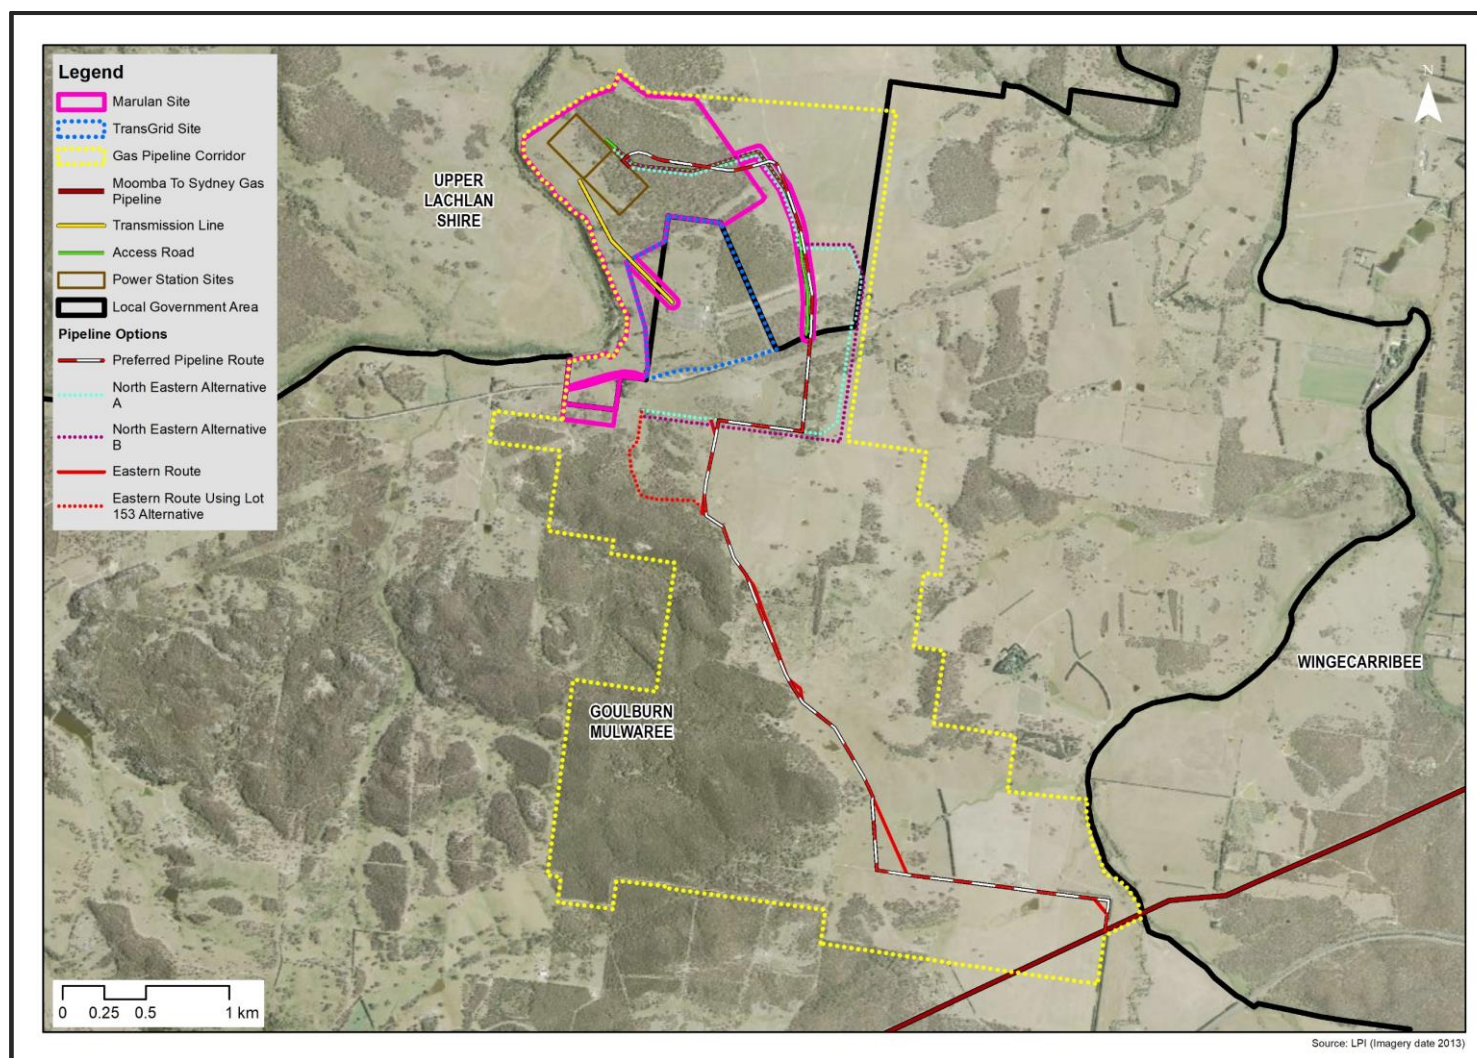 Legend
Marulan Site
TransGrid Site
Gas Pipeline Corridor
Moomba To Sydney Gas
Pipeline
Transmission Line
Access Road
Power Station Sites
Local Government Area
Pipeline Options
Preferred Pipeline Route
North Eastern Alternative
A
North Eastern Alternative
B
Eastern Route
Eastern Route Using Lot
153 Alternative
N
UPPER
LACHLAN
SHIRE
WINGECARRIBEE
GOULBURN
MULWAREE
0 0.25 0.5 1 km
Source: LPI (Imagery date 2013)